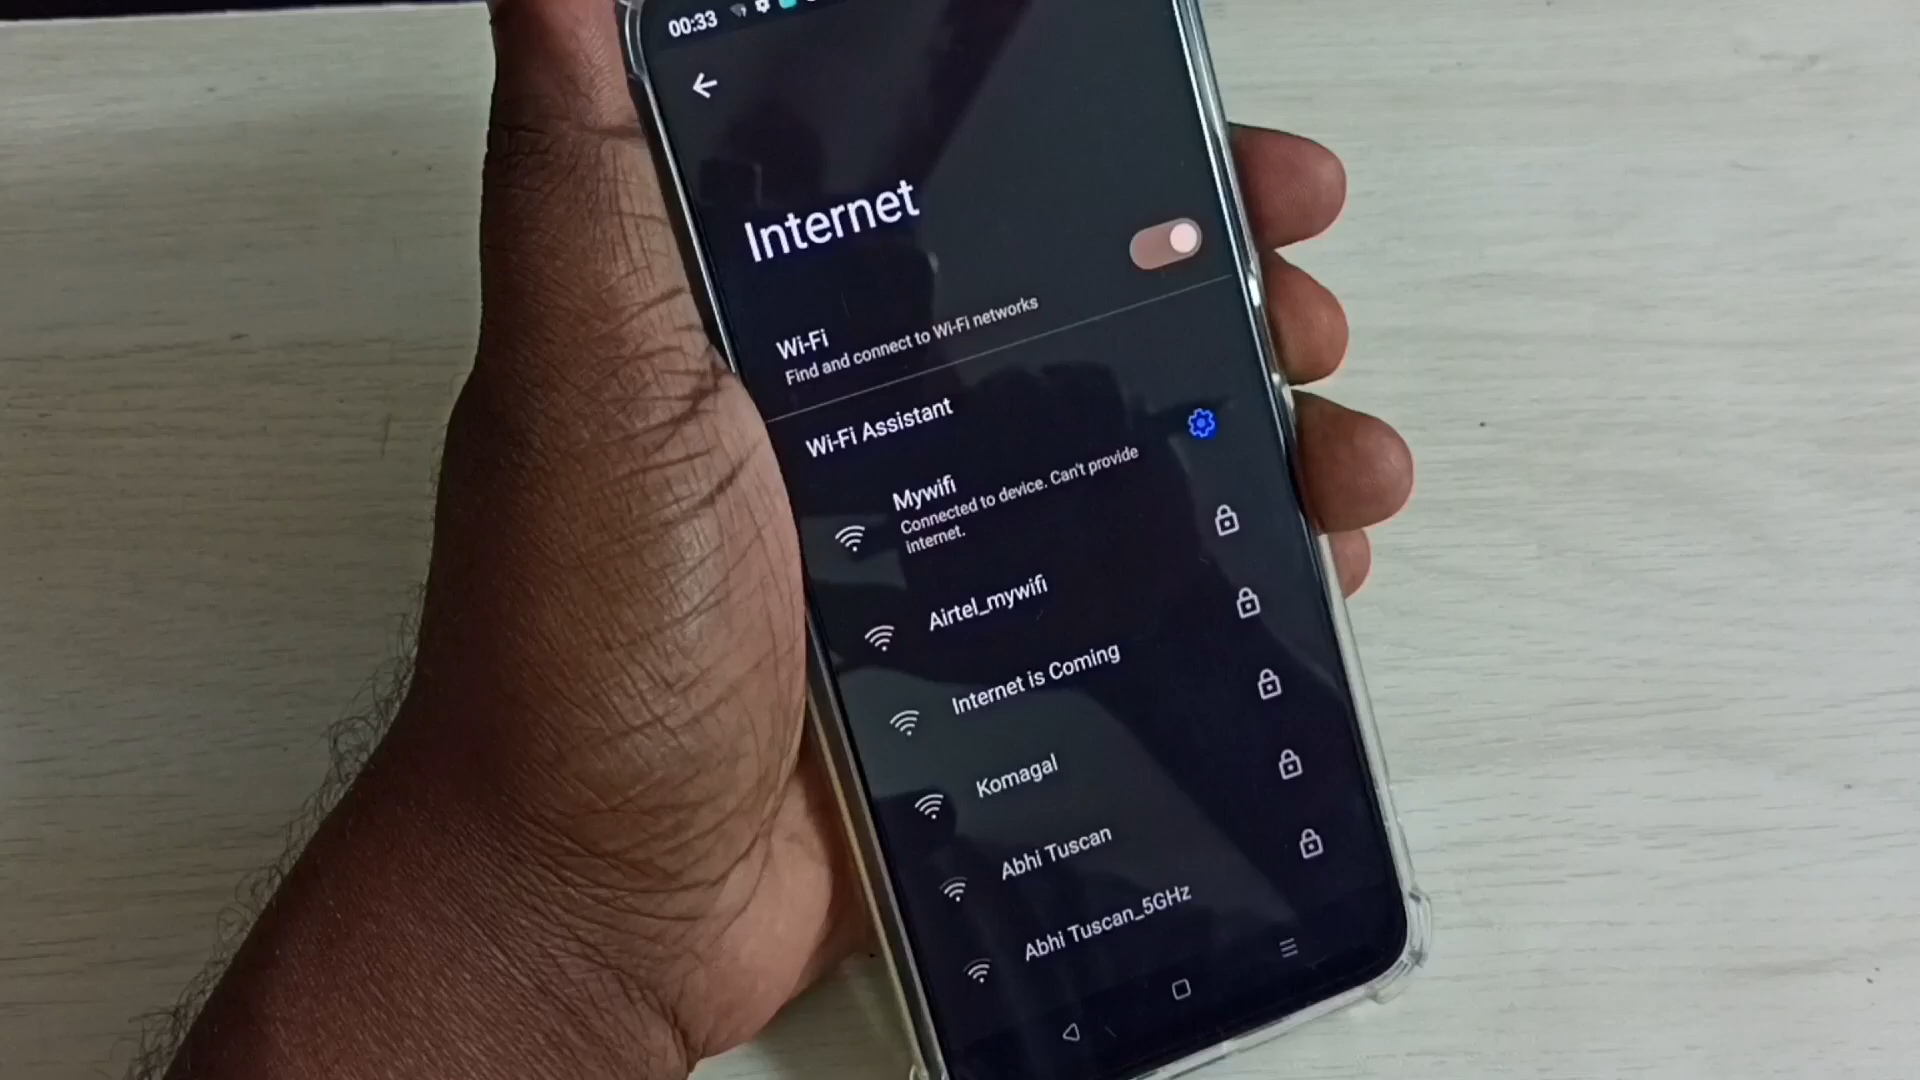 00:33
Internet
Wi-Fi
Find and connect to Wi-Fi networks
Wi-Fi Assistant
Mywifi
Connected to device. Can't provide
internet.
Airtel_mywifi
Internet is Coming
Komagal
Abhi Tuscan
Abhi Tuscan_5GHz